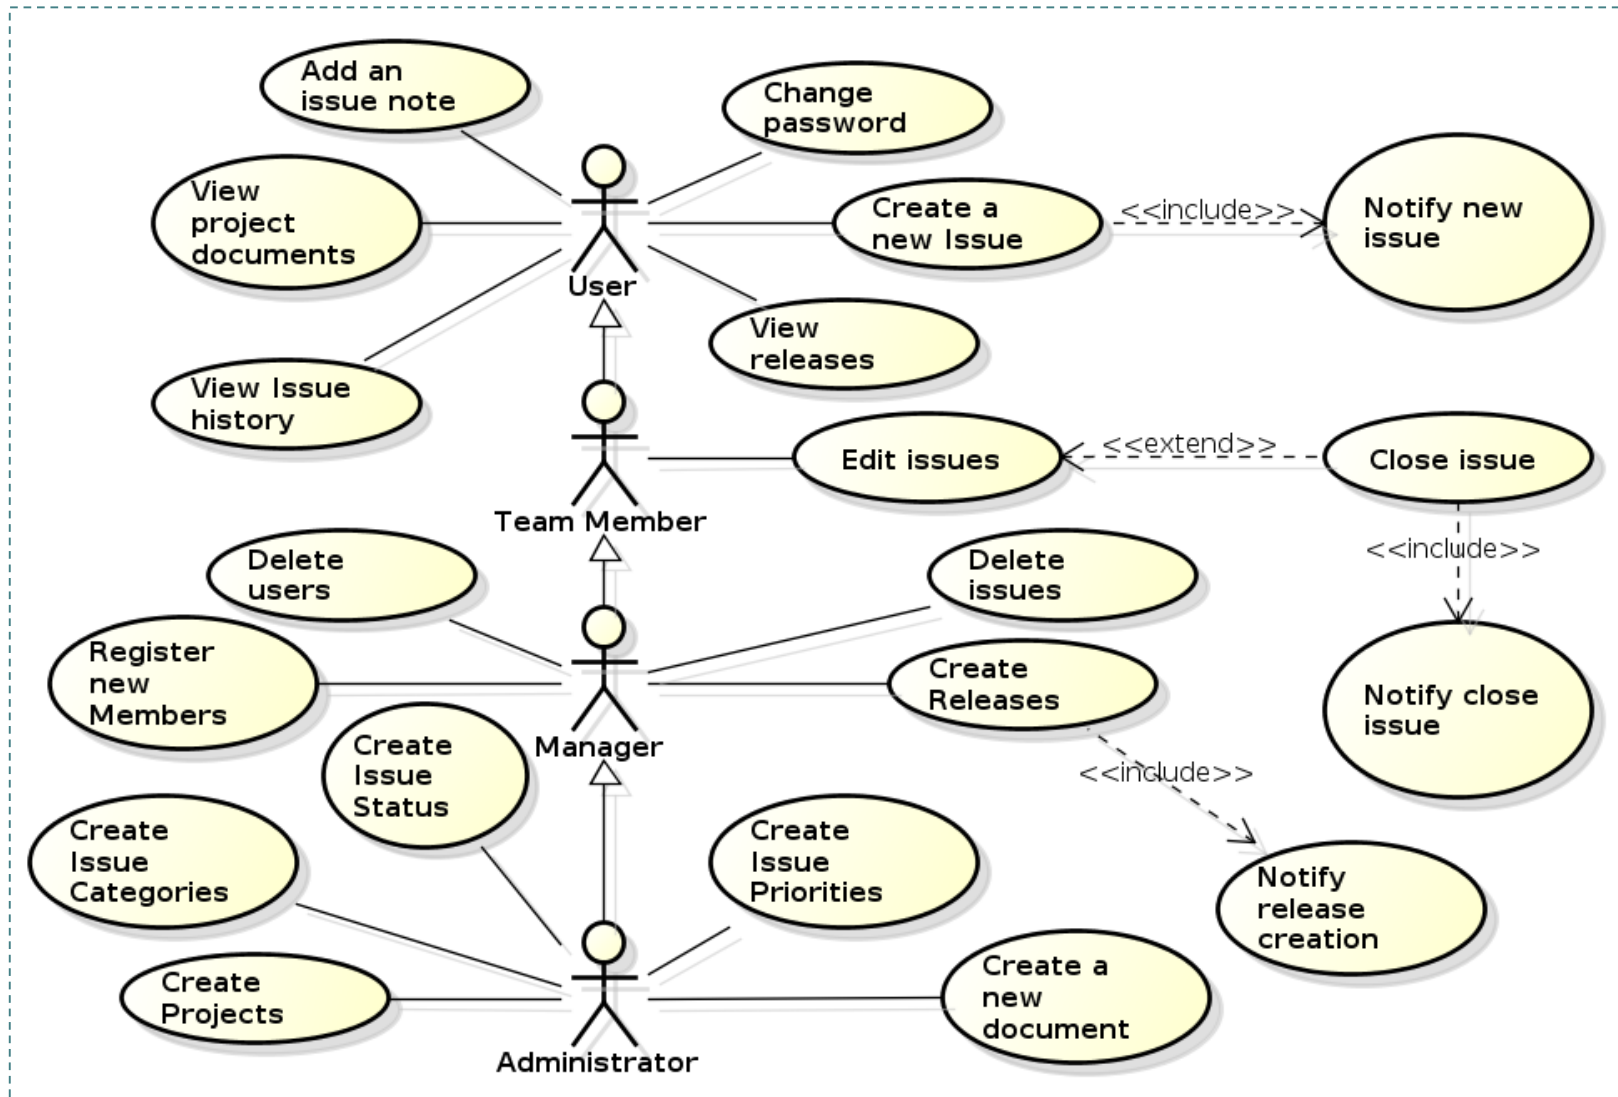 Add an
issue note
Change
password
View
project
documents
Create a
new Issue
<<include>>
Notify new
issue
User
View
releases
View Issue
history
Edit issues
<<extend>>
Close issue
Team Member
<<include>>
Delete
users
Delete
issues
Register
new
Members
Create
Releases
Notify close
issue
Manager
Create
Issue
Status
<<include>>
Create
Issue
Categories
Create
Issue
Priorities
Notify
release
creation
Create
Projects
Create a
new
document
Administrator